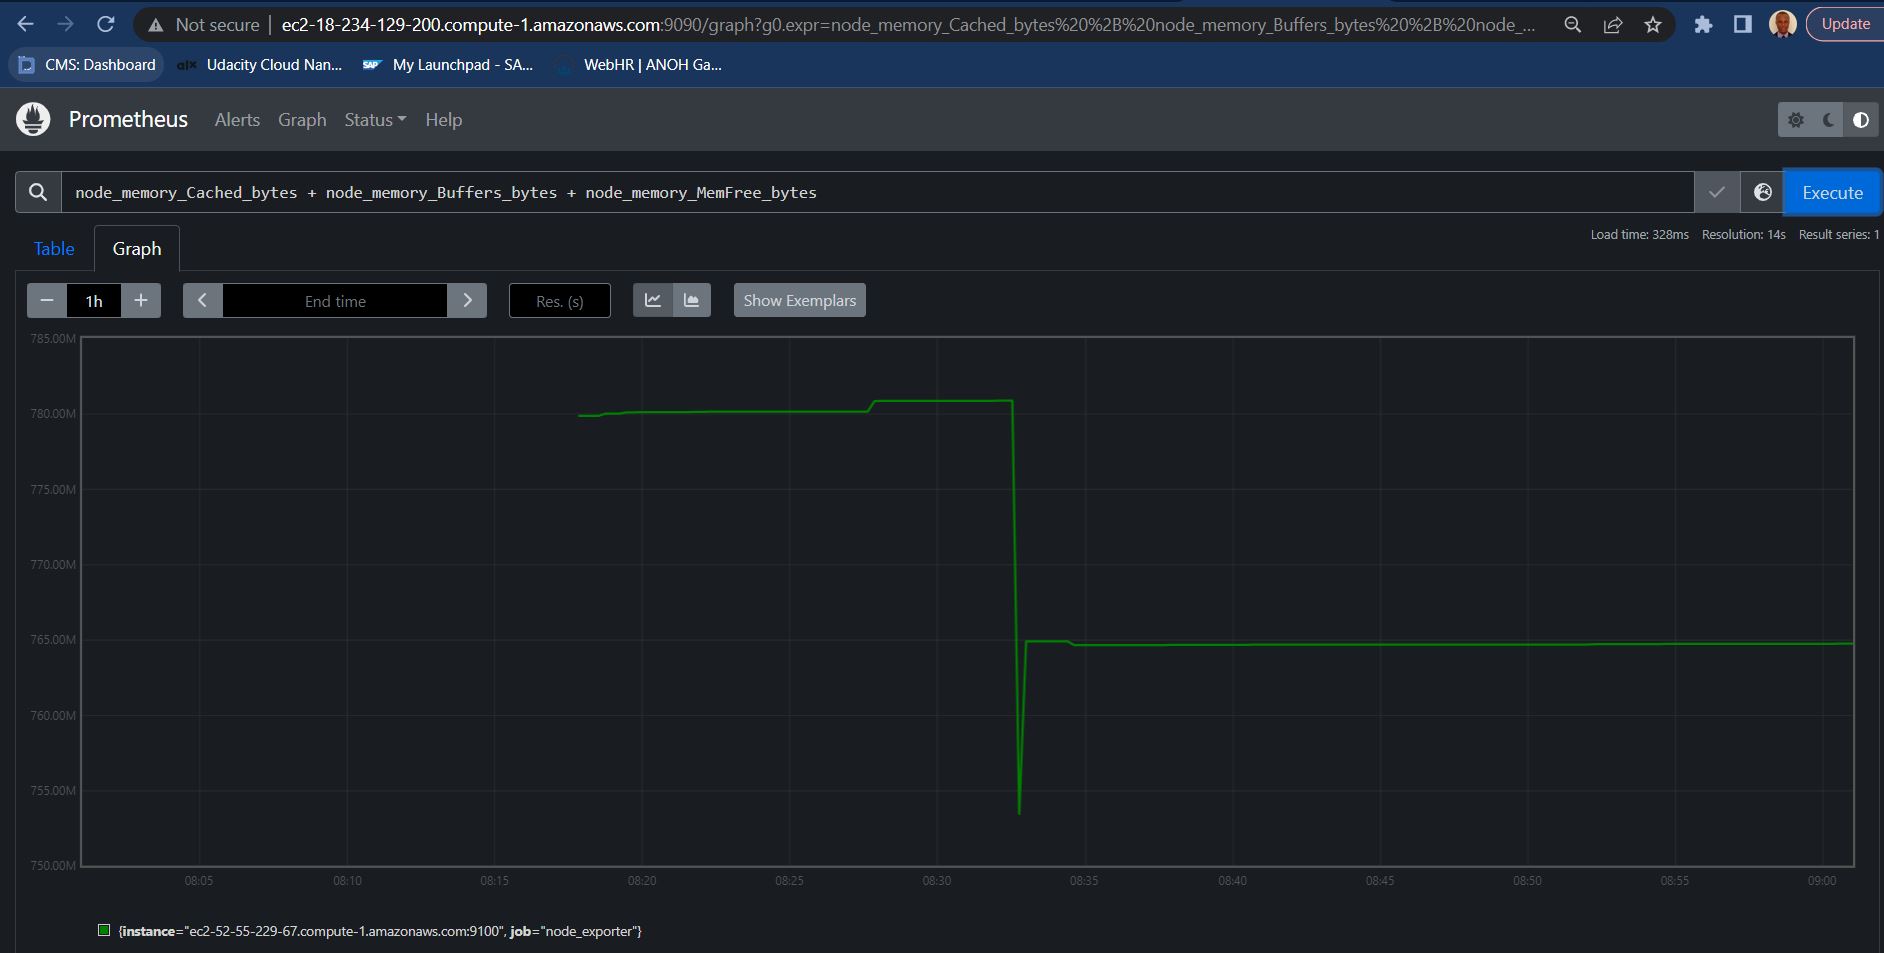 Not secure | ec2-18-234-129-200.compute-1.amazonaws.com:9090/graph?g0.expr=node_memory_Cached_bytes%20%2B%20node_memory_Buffers_bytes%20%2B%20node_... Update
CMS: Dashboard alx Udacity Cloud Nan... SAP My Launchpad - SA... WebHR | ANOH Ga...
Prometheus Alerts Graph Status Help
node_memory_Cached_bytes + node_memory_Buffers_bytes + node_memory_MemFree_bytes Execute
Load time: 328ms Resolution: 14s Result series: 1
Table Graph
− 1h + End time Res. (s) Show Exemplars
785.00M
780.00M
775.00M
770.00M
765.00M
760.00M
755.00M
750.00M
08:05 08:10 08:15 08:20 08:25 08:30 08:35 08:40 08:45 08:50 08:55 09:00
{instance="ec2-52-55-229-67.compute-1.amazonaws.com:9100", job="node_exporter"}